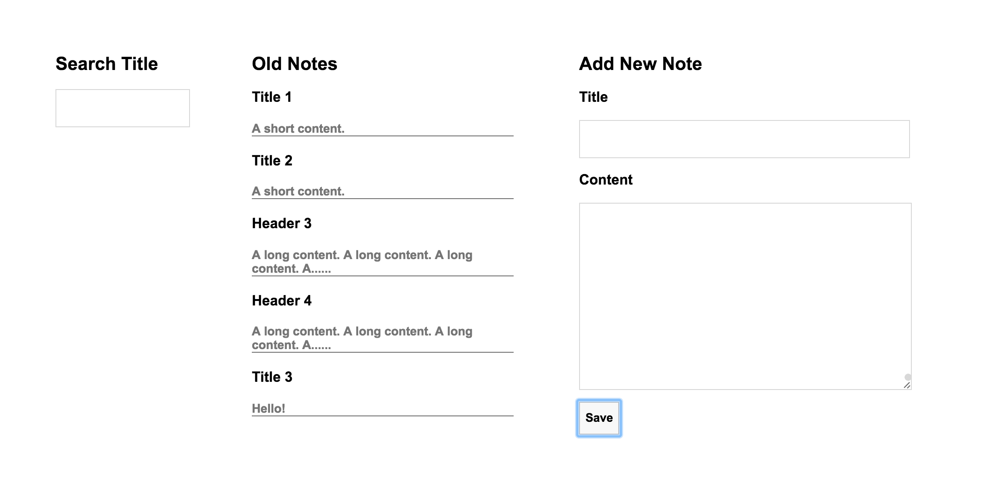 Search Title
Old Notes
Title 1
A short content.
Title 2
A short content.
Header 3
A long content. A long content. A long
content. A......
Header 4
A long content. A long content. A long
content. A......
Title 3
Hello!
Add New Note
Title
Content
Save